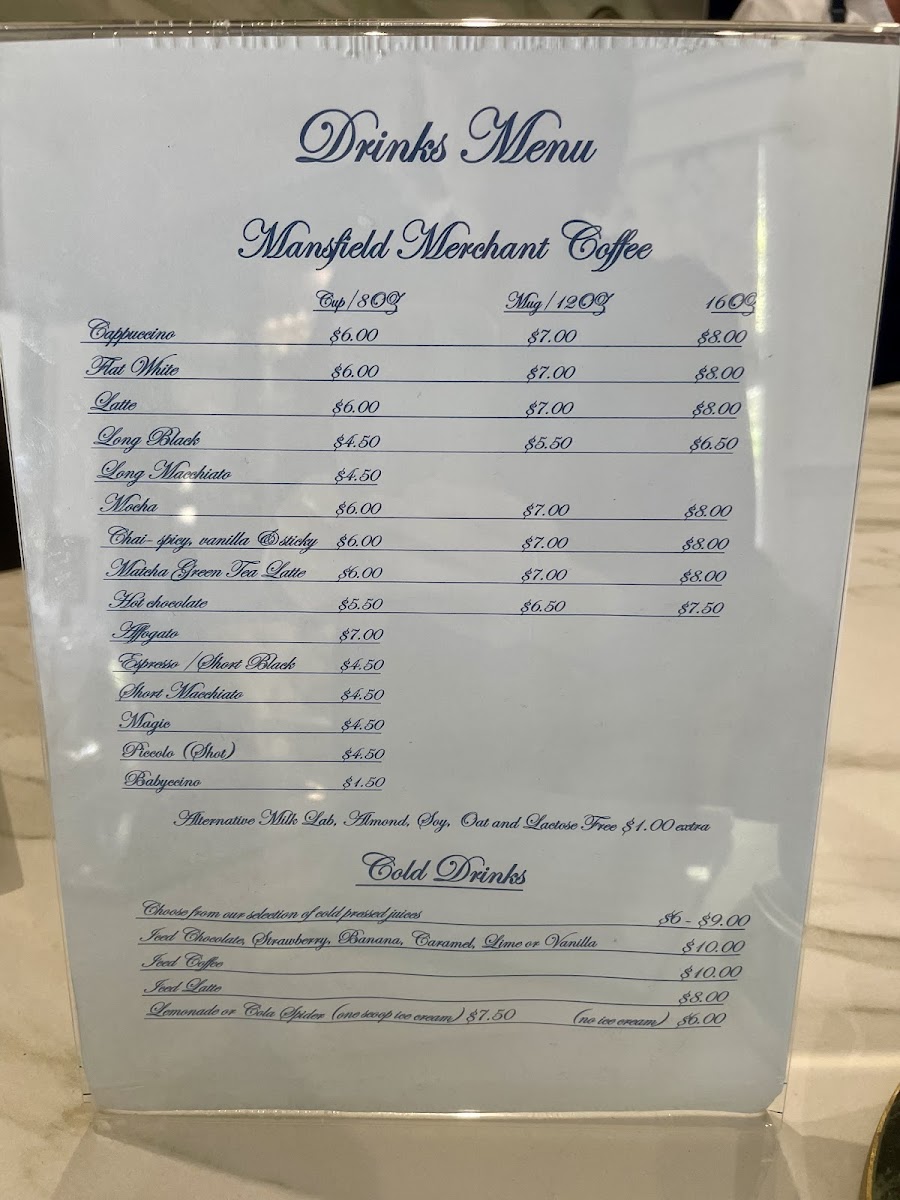 Drinks Menu
Mansfield Merchant Coffee
Cup/8OZ Mug/12OZ 16OZ
Cappuccino $6.00 $7.00 $8.00
Flat White $6.00 $7.00 $8.00
Latte $6.00 $7.00 $8.00
Long Black $4.50 $5.50 $6.50
Long Macchiato $4.50
Mocha $6.00 $7.00 $8.00
Chai- spicy, vanilla & sticky $6.00 $7.00 $8.00
Matcha Green Tea Latte $6.00 $7.00 $8.00
Hot chocolate $5.50 $6.50 $7.50
Affogato $7.00
Espresso / Short Black $4.50
Short Macchiato $4.50
Magic $4.50
Piccolo (Shot) $4.50
Babyccino $1.50
Alternative Milk Lab, Almond, Soy, Oat and Lactose Free $1.00 extra
Cold Drinks
Choose from our selection of cold pressed juices $6 - $9.00
Iced Chocolate, Strawberry, Banana, Caramel, Lime or Vanilla $10.00
Iced Coffee $10.00
Iced Latte $8.00
Lemonade or Cola Spider (one scoop ice cream) $7.50 (no ice cream) $6.00